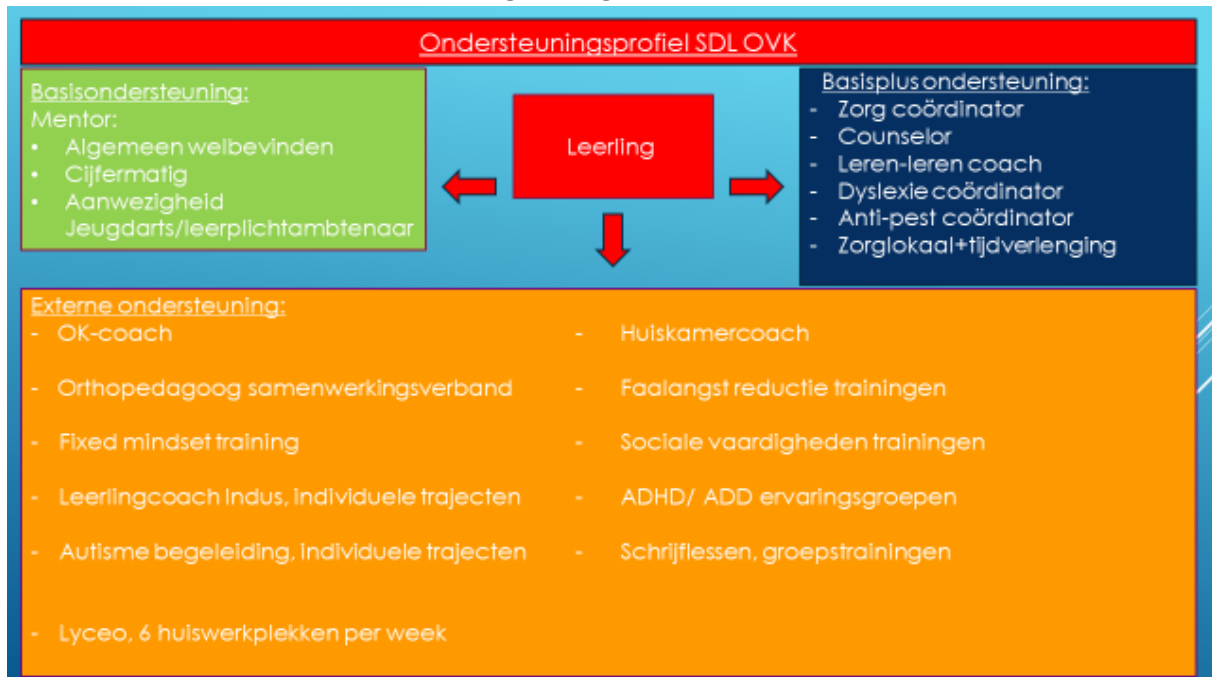 Ondersteuningsprofiel SDL OVK
Basisondersteuning:
Mentor:
• Algemeen welbevinden
• Cijfermatig
• Aanwezigheid
Jeugdarts/leerplichtambtenaar
Leerling
Basisplus ondersteuning:
- Zorg coördinator
- Counselor
- Leren-leren coach
- Dyslexie coördinator
- Anti-pest coördinator
- Zorglokaal+tijdverlenging
Externe ondersteuning:
- OK-coach
- Orthopedagoog samenwerkingsverband
- Fixed mindset training
- Leerlingcoach Indus, individuele trajecten
- Autisme begeleiding, individuele trajecten
- Lyceo, 6 huiswerkplekken per week
- Huiskamercoach
- Faalangst reductie trainingen
- Sociale vaardigheden trainingen
- ADHD/ ADD ervaringsgroepen
- Schrijflessen, groepstrainingen